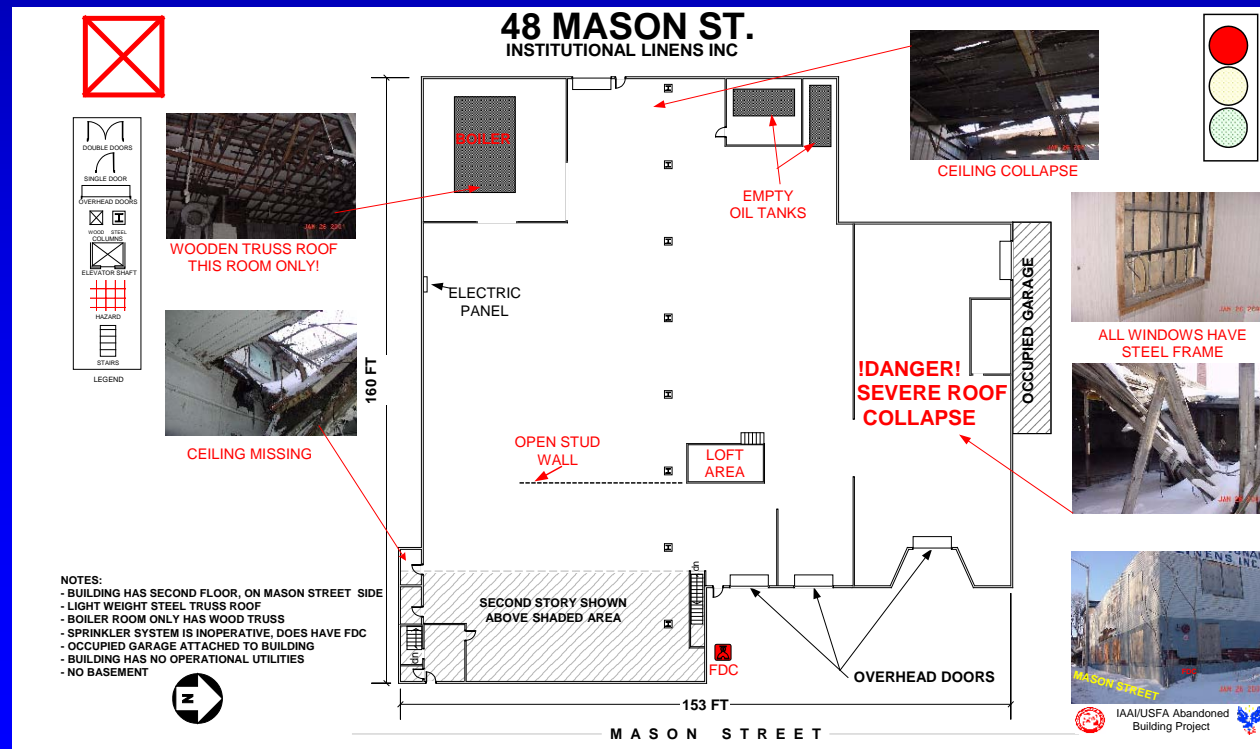 48 MASON ST.
INSTITUTIONAL LINENS INC
DOUBLE DOORS
SINGLE DOOR
OVERHEAD DOORS
WOOD STEEL
COLUMNS
ELEVATOR SHAFT
HAZARD
STAIRS
LEGEND
JAN 26 2001
WOODEN TRUSS ROOF
THIS ROOM ONLY!
CEILING MISSING
BOILER
ELECTRIC
PANEL
160 FT
EMPTY
OIL TANKS
CEILING COLLAPSE
OCCUPIED GARAGE
ALL WINDOWS HAVE
STEEL FRAME
!DANGER!
SEVERE ROOF
COLLAPSE
OPEN STUD
WALL
LOFT
AREA
NOTES:
- BUILDING HAS SECOND FLOOR, ON MASON STREET SIDE
- LIGHT WEIGHT STEEL TRUSS ROOF
- BOILER ROOM ONLY HAS WOOD TRUSS
- SPRINKLER SYSTEM IS INOPERATIVE, DOES HAVE FDC
- OCCUPIED GARAGE ATTACHED TO BUILDING
- BUILDING HAS NO OPERATIONAL UTILITIES
- NO BASEMENT
N
SECOND STORY SHOWN
ABOVE SHADED AREA
up
dn
FDC
OVERHEAD DOORS
153 FT
MASON STREET
LINENS INC
MASON STREET
IAAI/USFA Abandoned
Building Project